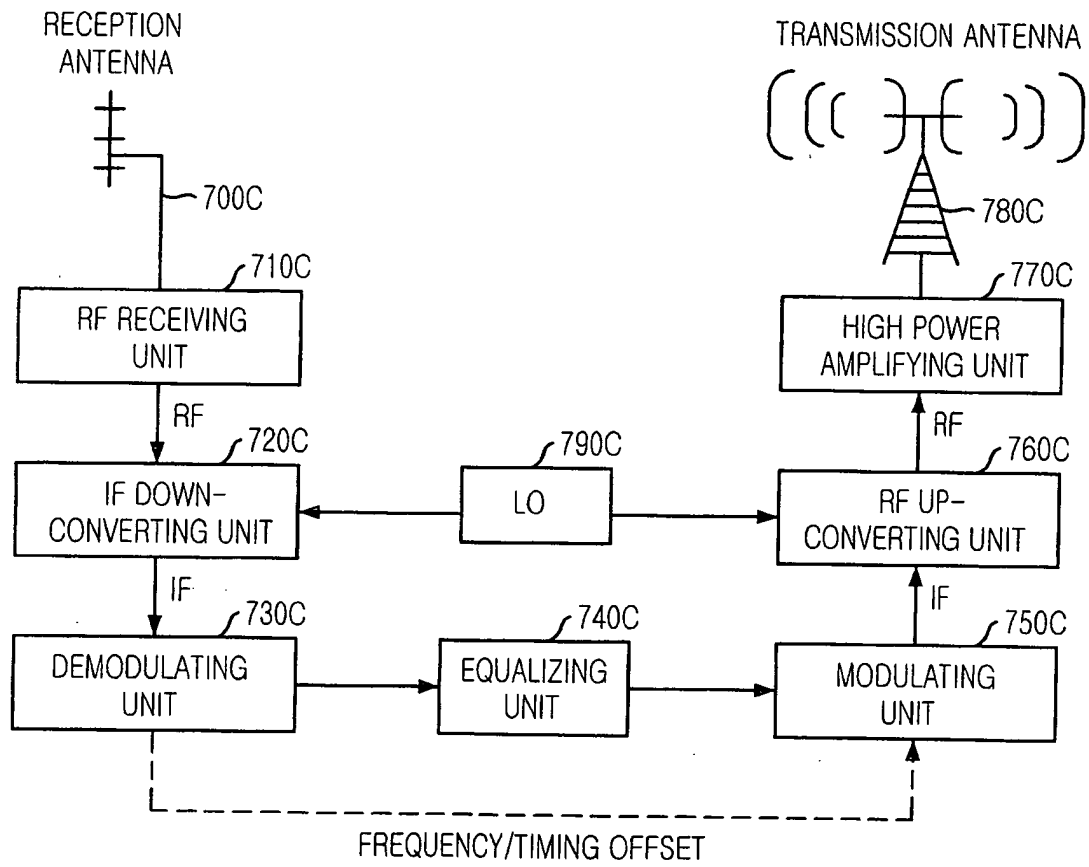 RECEPTION
ANTENNA
TRANSMISSION ANTENNA
700C
780C
710C
RF RECEIVING
UNIT
770C
HIGH POWER
AMPLIFYING UNIT
RF
RF
720C
IF DOWN-
CONVERTING UNIT
790C
LO
760C
RF UP-
CONVERTING UNIT
IF
IF
730C
DEMODULATING
UNIT
740C
EQUALIZING
UNIT
750C
MODULATING
UNIT
FREQUENCY/TIMING OFFSET